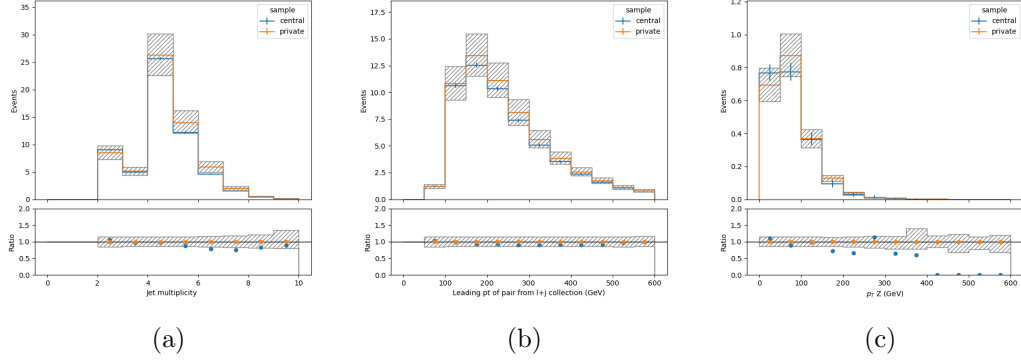 sample
central
private
Events
35
30
25
20
15
10
5
0
Ratio
2.0
1.5
1.0
0.5
0.0
0
2
4
6
8
10
Jet multiplicity
(a)
sample
central
private
Events
17.5
15.0
12.5
10.0
7.5
5.0
2.5
0.0
Ratio
2.0
1.5
1.0
0.5
0.0
0
100
200
300
400
500
600
Leading pt of pair from l+j collection (GeV)
(b)
sample
central
private
Events
1.2
1.0
0.8
0.6
0.4
0.2
0.0
Ratio
2.0
1.5
1.0
0.5
0.0
0
100
200
300
400
500
600
pT Z (GeV)
(c)